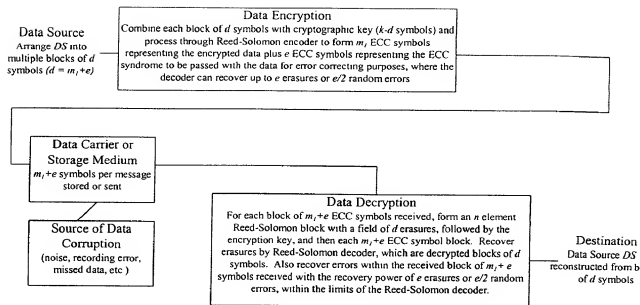 Data Source
Arrange DS into
multiple blocks of d
symbols (d = m₁+e)
Data Encryption
Combine each block of d symbols with cryptographic key (k-d symbols) and
process through Reed-Solomon encoder to form m₁ ECC symbols
representing the encrypted data plus e ECC symbols representing the ECC
syndrome to be passed with the data for error correcting purposes, where the
decoder can recover up to e erasures or e/2 random errors
Data Carrier or
Storage Medium
m₁+e symbols per message
stored or sent
Source of Data
Corruption
(noise, recording error,
missed data, etc )
Data Decryption
For each block of m₁+e ECC symbols received, form an n element
Reed-Solomon block with a field of d erasures, followed by the
encryption key, and then each m₁+e ECC symbol block. Recover
erasures by Reed-Solomon decoder, which are decrypted blocks of d
symbols. Also recover errors within the received block of m₁+ e
symbols received with the recovery power of e erasures or e/2 random
errors, within the limits of the Reed-Solomon decoder.
Destination
Data Source DS
reconstructed from b
of d symbols